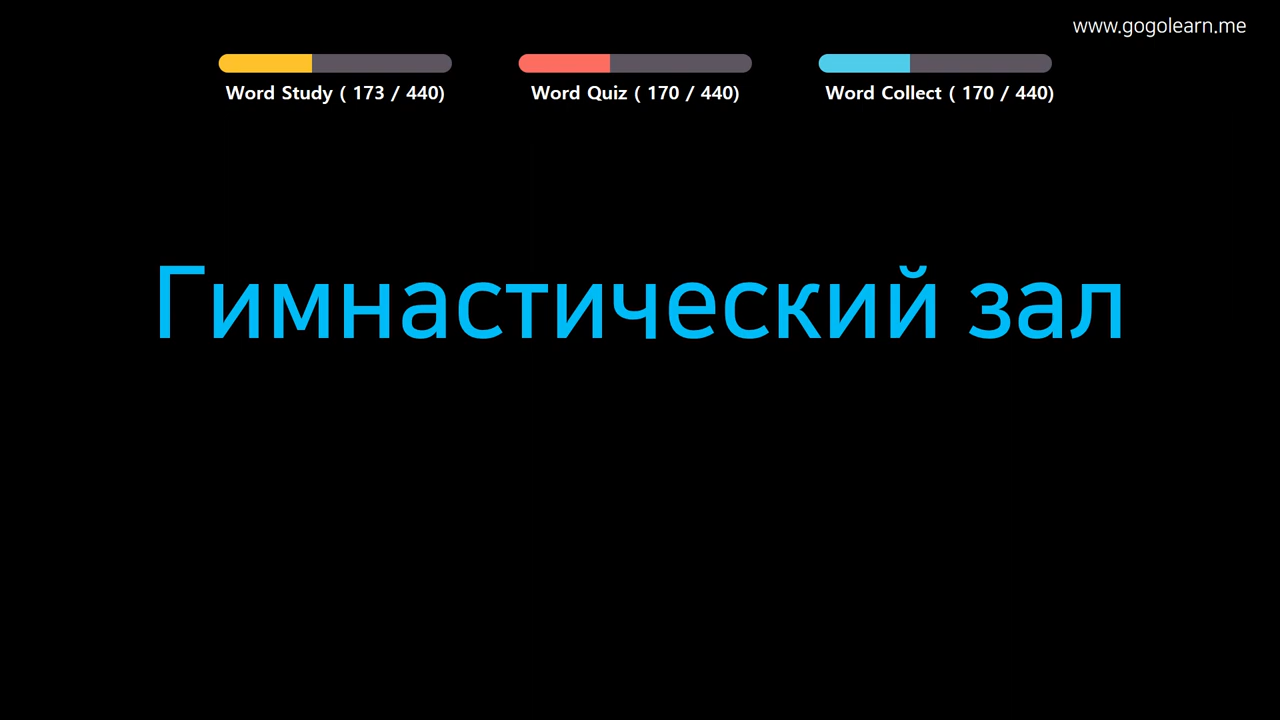 www.gogolearn.me
Word Study ( 173 / 440)
Word Quiz ( 170 / 440)
Word Collect ( 170 / 440)
Гимнастический зал